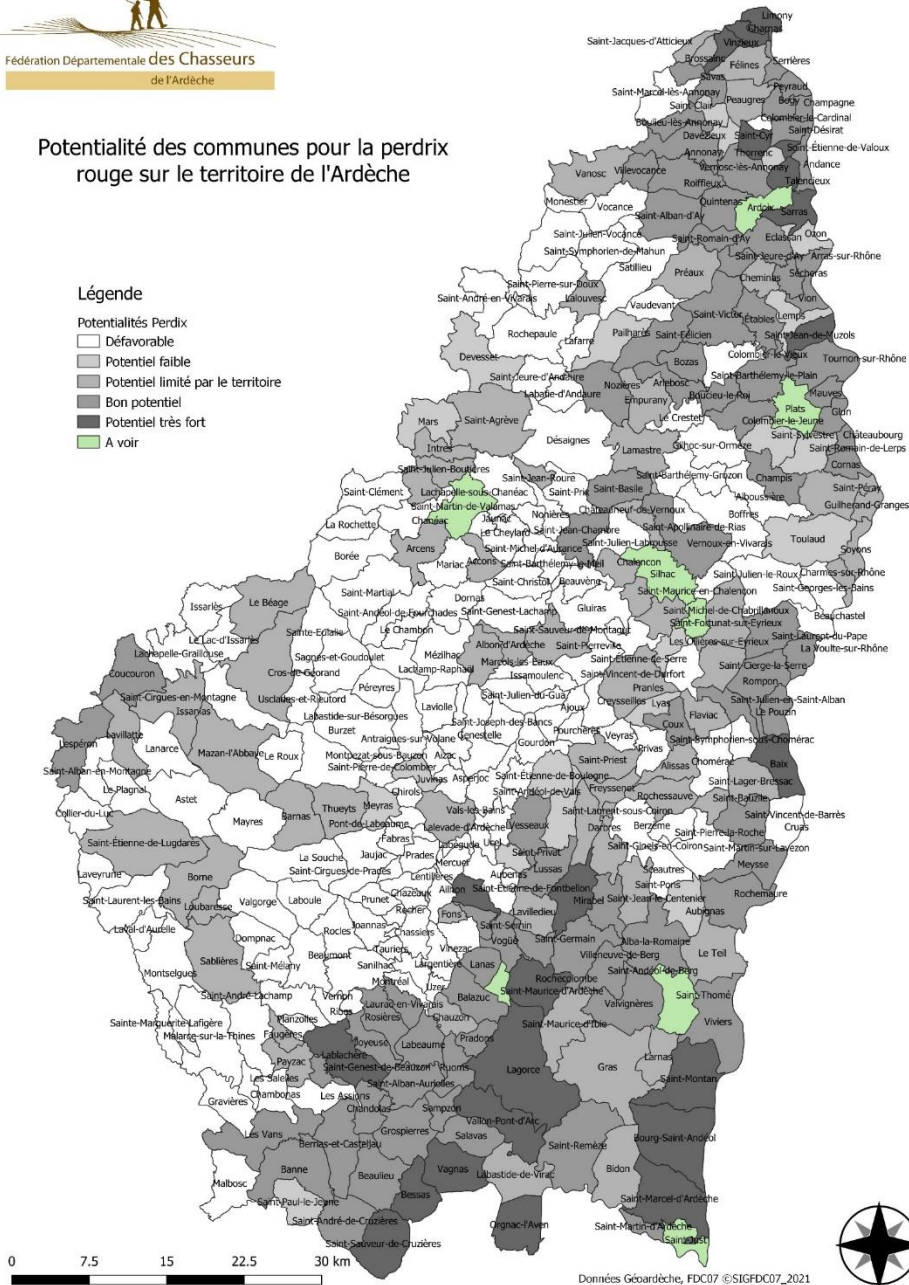 Fédération Départementale des Chasseurs
de l'Ardèche
Potentialité des communes pour la perdrix
rouge sur le territoire de l'Ardèche
Légende
Potentialités Perdix
Défavorable
Potentiel faible
Potentiel limité par le territoire
Bon potentiel
Potentiel très fort
A voir
Limony
Charnas
Saint-Jacques-d'Atticieux
Vinzieux
Brossainc
Félines
Serrières
Savas
Saint-Marcel-lès-Annonay
Peyraud
Saint-Clair
Peaugres
Bogy
Champagne
Colombier-le-Cardinal
Boulieu-lès-Annonay
Davézieux
Saint-Cyr
Saint-Désirat
Annonay
Thorrenc
Saint-Étienne-de-Valoux
Vernosc-lès-Annonay
Andance
Vanosc
Villevocance
Roiffieux
Talencieux
Monestier
Vocance
Quintenas
Ardoix
Sarras
Saint-Alban-d'Ay
Saint-Julien-Vocance
Saint-Romain-d'Ay
Eclassan
Ozon
Saint-Symphorien-de-Mahun
Saint-Jeure-d'Ay
Arras-sur-Rhône
Satillieu
Préaux
Cheminas
Sécheras
Saint-Pierre-sur-Doux
Saint-André-en-Vivarais
Lalouvesc
Vaudevant
Saint-Victor
Vion
Étables
Lemps
Rochepaule
Lafarre
Pailharès
Saint-Félicien
Saint-Jean-de-Muzols
Devesset
Bozas
Colombier-le-Vieux
Tournon-sur-Rhône
Saint-Jeure-d'Andaure
Arlebosc
Saint-Barthélemy-le-Plain
Labatie-d'Andaure
Nozières
Empurany
Boucieu-le-Roi
Mauves
Mars
Saint-Agrève
Le Crestet
Plats
Glun
Colombier-le-Jeune
Intres
Désaignes
Gilhoc-sur-Ormèze
Saint-Sylvestre
Châteaubourg
Lamastre
Saint-Romain-de-Lerps
Saint-Julien-Boutières
Saint-Jean-Roure
Saint-Barthélemy-Grozon
Champis
Cornas
Saint-Clément
Lachapelle-sous-Chanéac
Saint-Prix
Saint-Basile
Alboussière
Saint-Péray
Saint-Martin-de-Valamas
Châteauneuf-de-Vernoux
Guilherand-Granges
La Rochette
Chanéac
Jaunac
Nonières
Boffres
Le Cheylard
Saint-Jean-Chambre
Saint-Apollinaire-de-Rias
Toulaud
Borée
Arcens
Saint-Michel-d'Aurance
Saint-Julien-Labrousse
Vernoux-en-Vivarais
Soyons
Mariac
Accons
Saint-Barthélemy-le-Meil
Chalencon
Silhac
Saint-Julien-le-Roux
Charmes-sur-Rhône
Saint-Martial
Saint-Christol
Beauvène
Saint-Maurice-en-Chalencon
Saint-Georges-les-Bains
Issarlès
Le Béage
Dornas
Saint-Andéol-de-Fourchades
Saint-Genest-Lachamp
Gluiras
Saint-Michel-de-Chabrillanoux
Beauchastel
Le Chambon
Saint-Fortunat-sur-Eyrieux
Le Lac-d'Issarlès
Sainte-Eulalie
Saint-Sauveur-de-Montagut
Saint-Laurent-du-Pape
Lachapelle-Graillouse
Sagnes-et-Goudoulet
Mézilhac
Albon-d'Ardèche
Saint-Pierreville
Les Ollières-sur-Eyrieux
La Voulte-sur-Rhône
Coucouron
Cros-de-Géorand
Lachamp-Raphaël
Marcols-les-Eaux
Saint-Étienne-de-Serre
Saint-Cierge-la-Serre
Issamoulenc
Saint-Vincent-de-Durfort
Rompon
Saint-Cirgues-en-Montagne
Usclades-et-Rieutord
Péreyres
Saint-Julien-du-Gua
Pranles
Issanlas
Laviolle
Ajoux
Creysseilles
Lyas
Saint-Julien-en-Saint-Alban
Labastide-sur-Bésorgues
Saint-Joseph-des-Bancs
Flaviac
Le Pouzin
Lavillatte
Burzet
Antraigues-sur-Volane
Genestelle
Pourchères
Coux
Lespéron
Lanarce
Mazan-l'Abbaye
Le Roux
Gourdon
Veyras
Privas
Saint-Symphorien-sous-Chomérac
Montpezat-sous-Bauzon
Aizac
Alissas
Chomérac
Baix
Saint-Alban-en-Montagne
Saint-Pierre-de-Colombier
Juvinas
Asperjoc
Saint-Étienne-de-Boulogne
Saint-Priest
Le Plagnal
Chirols
Saint-Andéol-de-Vals
Freyssenet
Rochessauve
Saint-Lager-Bressac
Cellier-du-Luc
Astet
Mayres
Barnas
Thueyts
Meyras
Vals-les-Bains
Saint-Laurent-sous-Coiron
Saint-Bauzile
Saint-Vincent-de-Barrès
Pont-de-Labeaume
Lalevade-d'Ardèche
Vesseaux
Darbres
Berzème
Cruas
Saint-Étienne-de-Lugdarès
Fabras
Labégude
Ucel
Saint-Pierre-la-Roche
La Souche
Jaujac
Prades
Saint-Privat
Saint-Gineis-en-Coiron
Saint-Martin-sur-Lavezon
Laveyrune
Borne
Saint-Cirgues-de-Prades
Mercuer
Lussas
Sceautres
Meysse
Lentillères
Aubenas
Saint-Pons
Saint-Laurent-les-Bains
Loubaresse
Valgorge
Laboule
Prunet
Chazeaux
Ailhon
Saint-Étienne-de-Fontbellon
Mirabel
Saint-Jean-le-Centenier
Rochemaure
Rocher
Fons
Lavilledieu
Aubignas
Laval-d'Aurelle
Dompnac
Rocles
Joannas
Chassiers
Saint-Sernin
Beaumont
Tauriers
Vinezac
Vogüé
Saint-Germain
Alba-la-Romaine
Le Teil
Montselgues
Sablières
Saint-Mélany
Sanilhac
Largentière
Lanas
Villeneuve-de-Berg
Saint-Andéol-de-Berg
Montréal
Uzer
Rochecolombe
Saint-André-Lachamp
Vernon
Balazuc
Saint-Maurice-d'Ardèche
Valvignères
Saint-Thomé
Ribes
Laurac-en-Vivarais
Viviers
Sainte-Marguerite-Lafigère
Planzolles
Rosières
Chauzon
Saint-Maurice-d'Ibie
Malarce-sur-la-Thines
Faugères
Joyeuse
Labeaume
Pradons
Larnas
Payzac
Lablachère
Saint-Genest-de-Beauzon
Ruoms
Lagorce
Gras
Saint-Montan
Les Salelles
Saint-Alban-Auriolles
Gravières
Chambonas
Les Assions
Chandolas
Sampzon
Vallon-Pont-d'Arc
Bourg-Saint-Andéol
Les Vans
Grospierres
Salavas
Berrias-et-Casteljau
Saint-Remèze
Malbosc
Banne
Beaulieu
Vagnas
Labastide-de-Virac
Bidon
Saint-Paul-le-Jeune
Bessas
Saint-Marcel-d'Ardèche
Saint-André-de-Cruzières
Orgnac-l'Aven
Saint-Martin-d'Ardèche
Saint-Just
Saint-Sauveur-de-Cruzières
0 7.5 15 22.5 30 km
Données Géoardèche, FDC07 ©SIGFDC07_2021